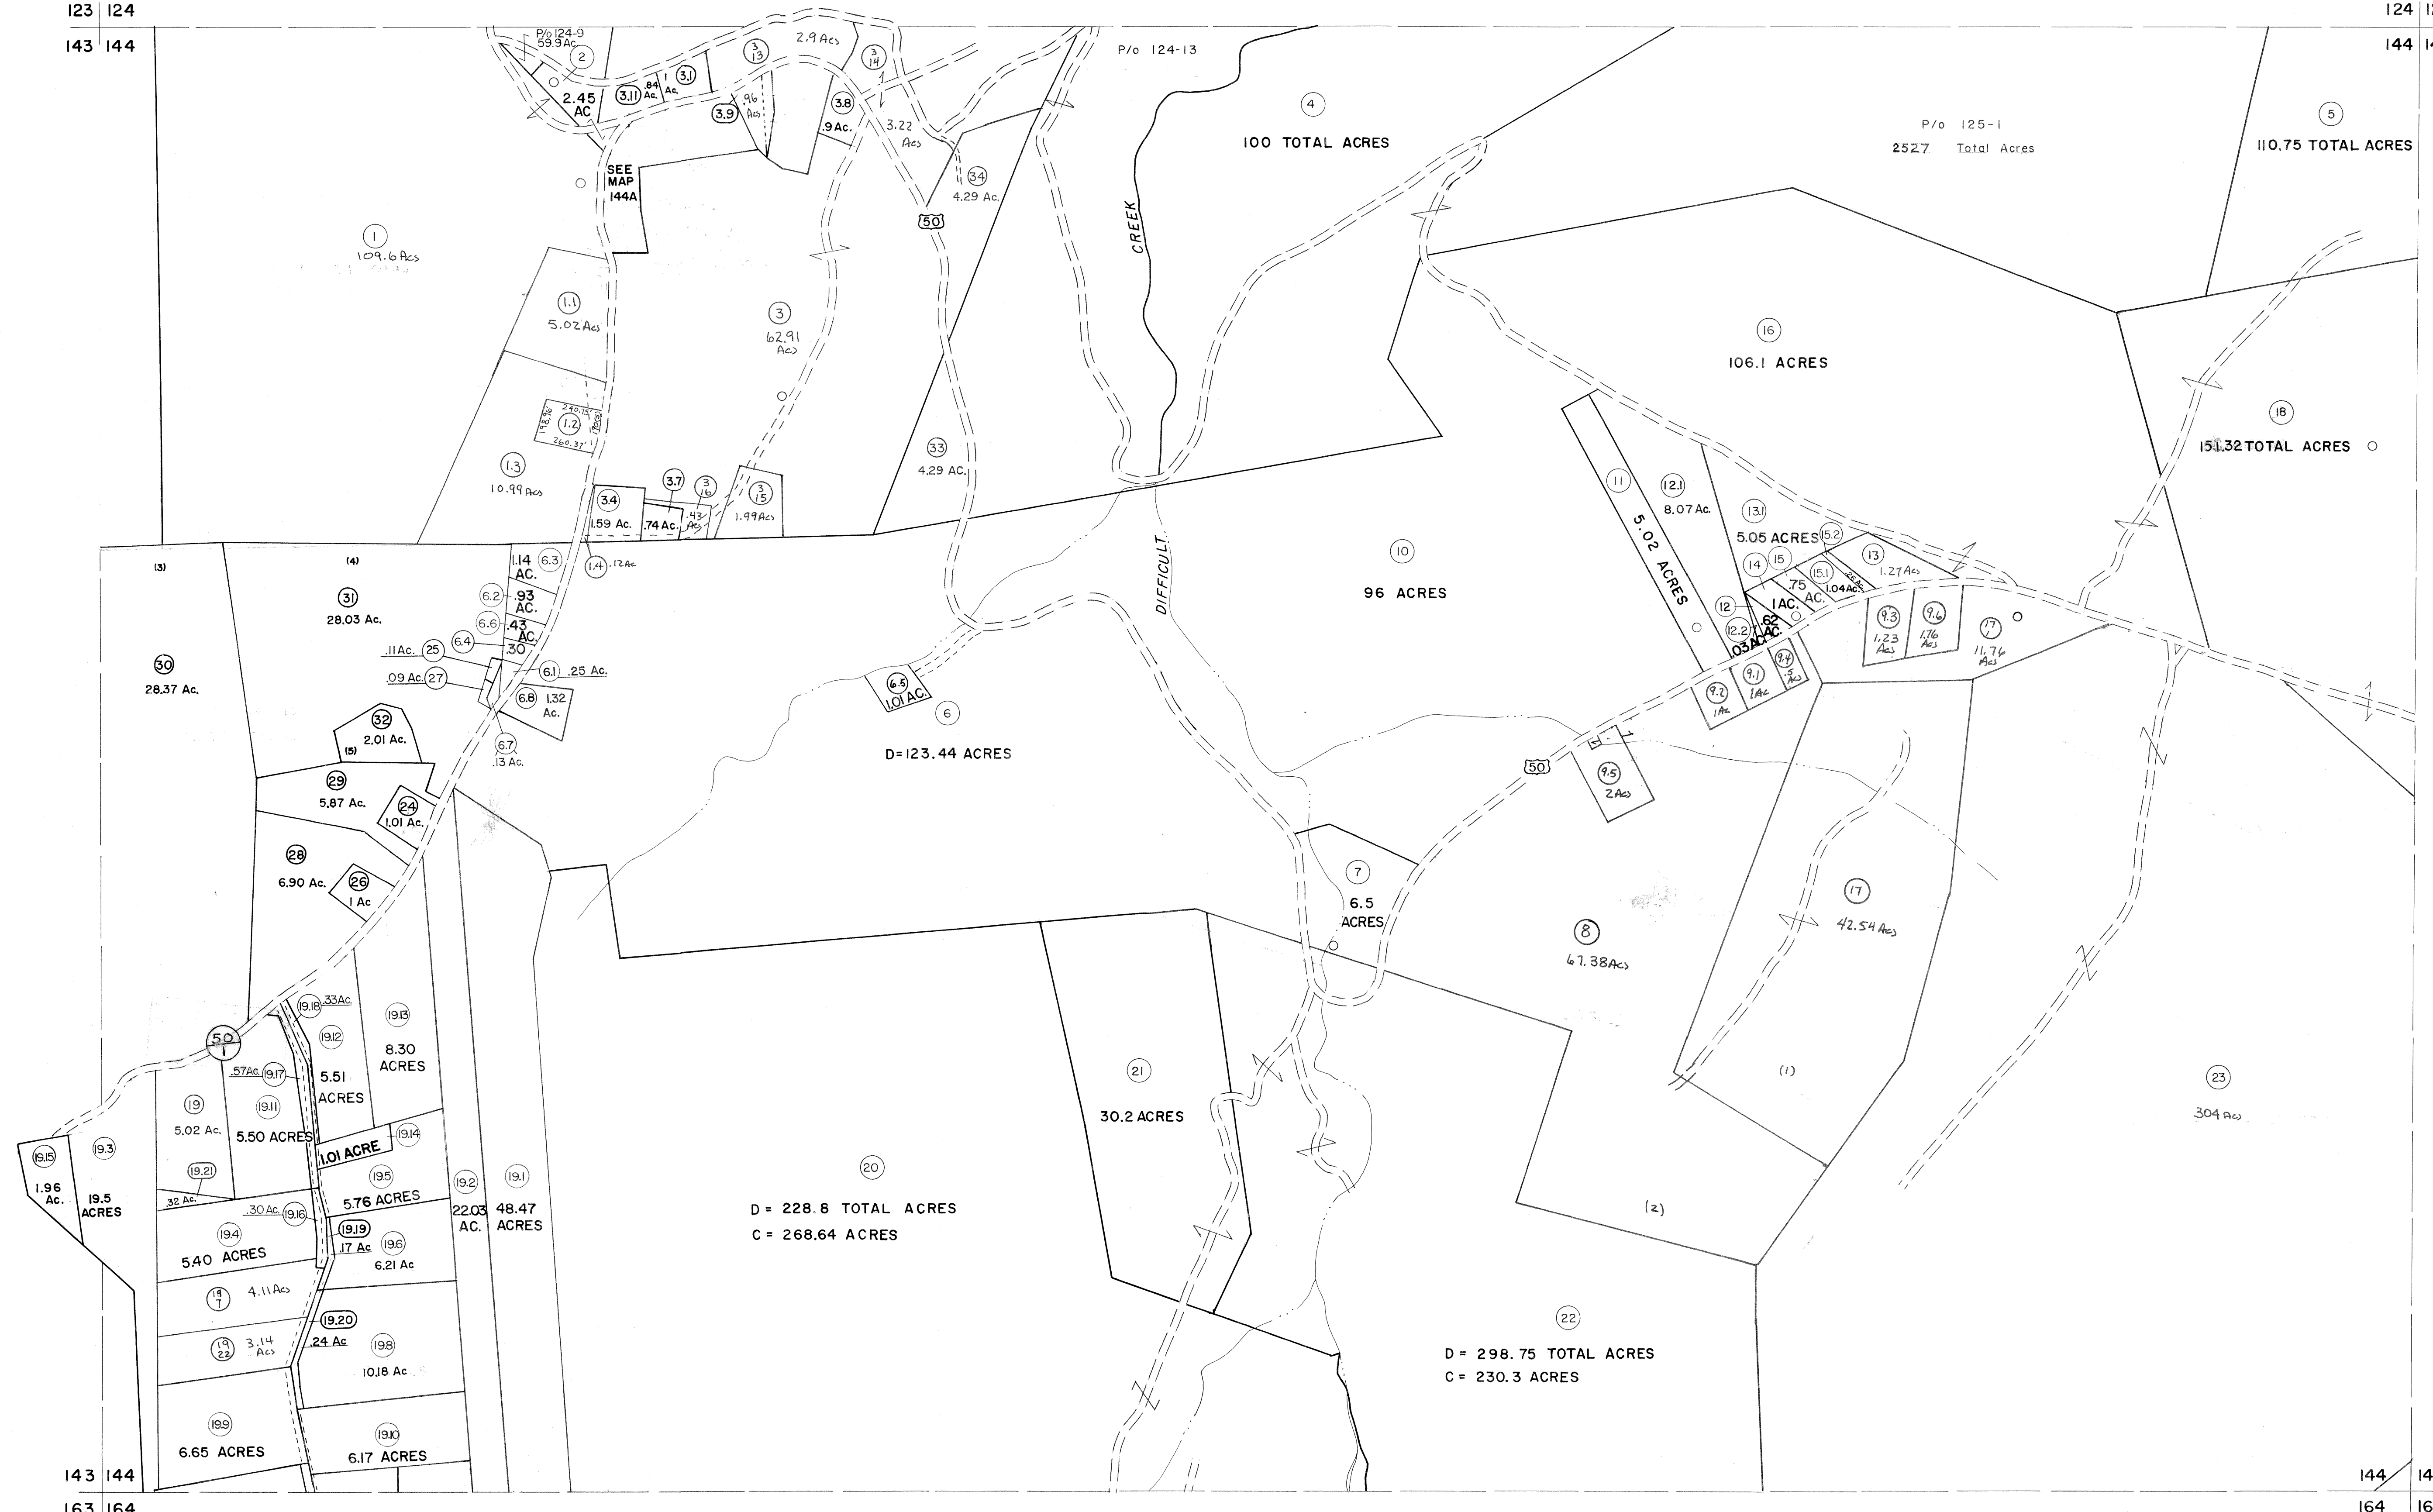 123 124
124
143 144
144
P/o 124-9
59.9 Ac.
2
2.45
AC
3.11
.84
Ac.
1
Ac.
3.1
3
13
2.9 Acs
3
14
3.9
.96
Acs
3.8
.9 Ac.
3.22
Acs
P/o 124-13
4
100 TOTAL ACRES
P/o 125-1
2527 Total Acres
5
110.75 TOTAL ACRES
SEE
MAP
144A
34
4.29 Ac.
50
CREEK
1
109.6 Acs
1.1
5.02 Acs
3
62.91
Acs
16
106.1 ACRES
18
TOTAL ACRES
198.96'
240.75'
1.2
260.37'
1.3
10.99 Acs
33
4.29 AC.
3.4
1.59 Ac.
3.7
.74 Ac.
3
16
.43
Acs
3
15
1.99 Acs
1.4 .12 Ac
11
5.02 ACRES
12.1
8.07 Ac.
13.1
5.05 ACRES
15.2
.26 Ac.
13
1.27 Acs
14
1 AC.
15
.75
AC.
15.1
1.04 Ac.
12
.62
AC
12.2
.03 AC
10
96 ACRES
DIFFICULT
(3)
(4)
31
28.03 Ac.
1.14
AC.
6.3
6.2
.93
AC.
6.6
.43
AC.
6.4
.30
.11 Ac. 25
.09 Ac. 27
6.1 .25 Ac.
6.8 1.32
Ac.
6.7
.13 Ac.
30
28.37 Ac.
32
2.01 Ac.
(5)
29
5.87 Ac.
24
1.01 Ac.
28
6.90 Ac.
26
1 Ac
6.5
1.01 AC.
6
D=123.44 ACRES
9.3
1.23
Acs
9.6
1.76
Acs
17
1
11.76
Acs
9.2
1 Ac
9.1
1 Ac
9.4
.5
Acs
50
9.5
2 Acs
7
6.5
ACRES
8
67.38 Acs
17
42.54 Acs
(1)
(2)
23
304 Acs
50
1
19.18 .33 Ac.
19.12
5.51
ACRES
19.13
8.30
ACRES
.57 Ac. 19.17
19
5.02 Ac.
19.11
5.50 ACRES
19.14
1.01 ACRE
19.15
1.96
Ac.
19.3
19.5
ACRES
19.21
.32 Ac.
19.5
5.76 ACRES
19.2
22.03
AC.
19.1
48.47
ACRES
.30 Ac. 19.16
19.4
5.40 ACRES
19.19
.17 Ac
19.6
6.21 Ac
19
7
4.11 Acs
19.20
.24 Ac
19
22
3.14
Acs
19.8
10.18 Ac
19.9
6.65 ACRES
19.10
6.17 ACRES
20
D = 228.8 TOTAL ACRES
C = 268.64 ACRES
21
30.2 ACRES
22
D = 298.75 TOTAL ACRES
C = 230.3 ACRES
143 144
163 164
144
164